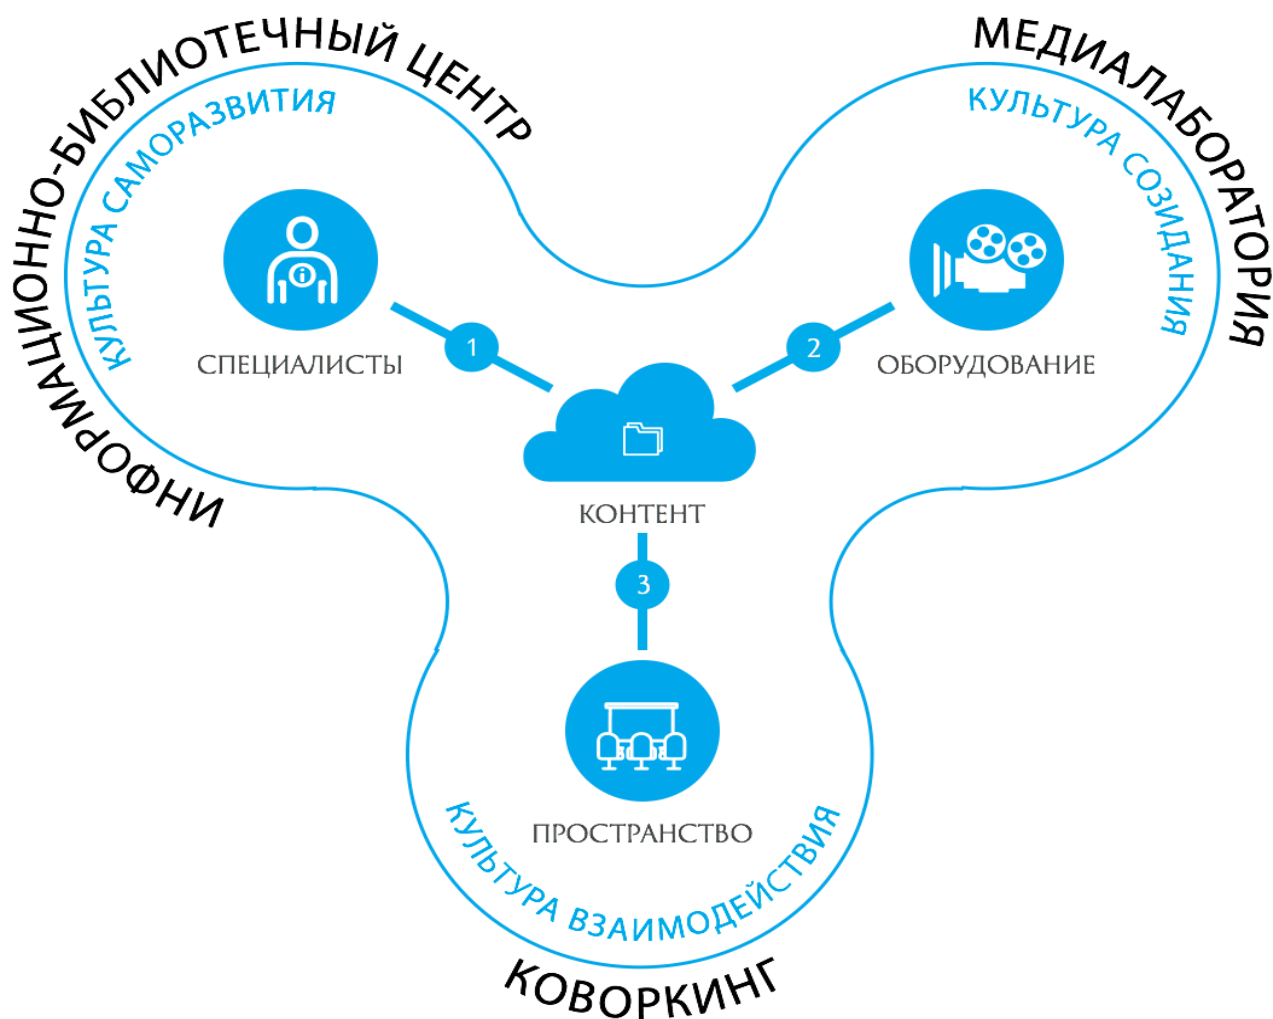 ИНФОРМАЦИОННО-БИБЛИОТЕЧНЫЙ ЦЕНТР
КУЛЬТУРА САМОРАЗВИТИЯ
СПЕЦИАЛИСТЫ
1
МЕДИАЛАБОРАТОРИЯ
КУЛЬТУРА СОЗИДАНИЯ
ОБОРУДОВАНИЕ
2
КОНТЕНТ
3
ПРОСТРАНСТВО
КУЛЬТУРА ВЗАИМОДЕЙСТВИЯ
КОВОРКИНГ